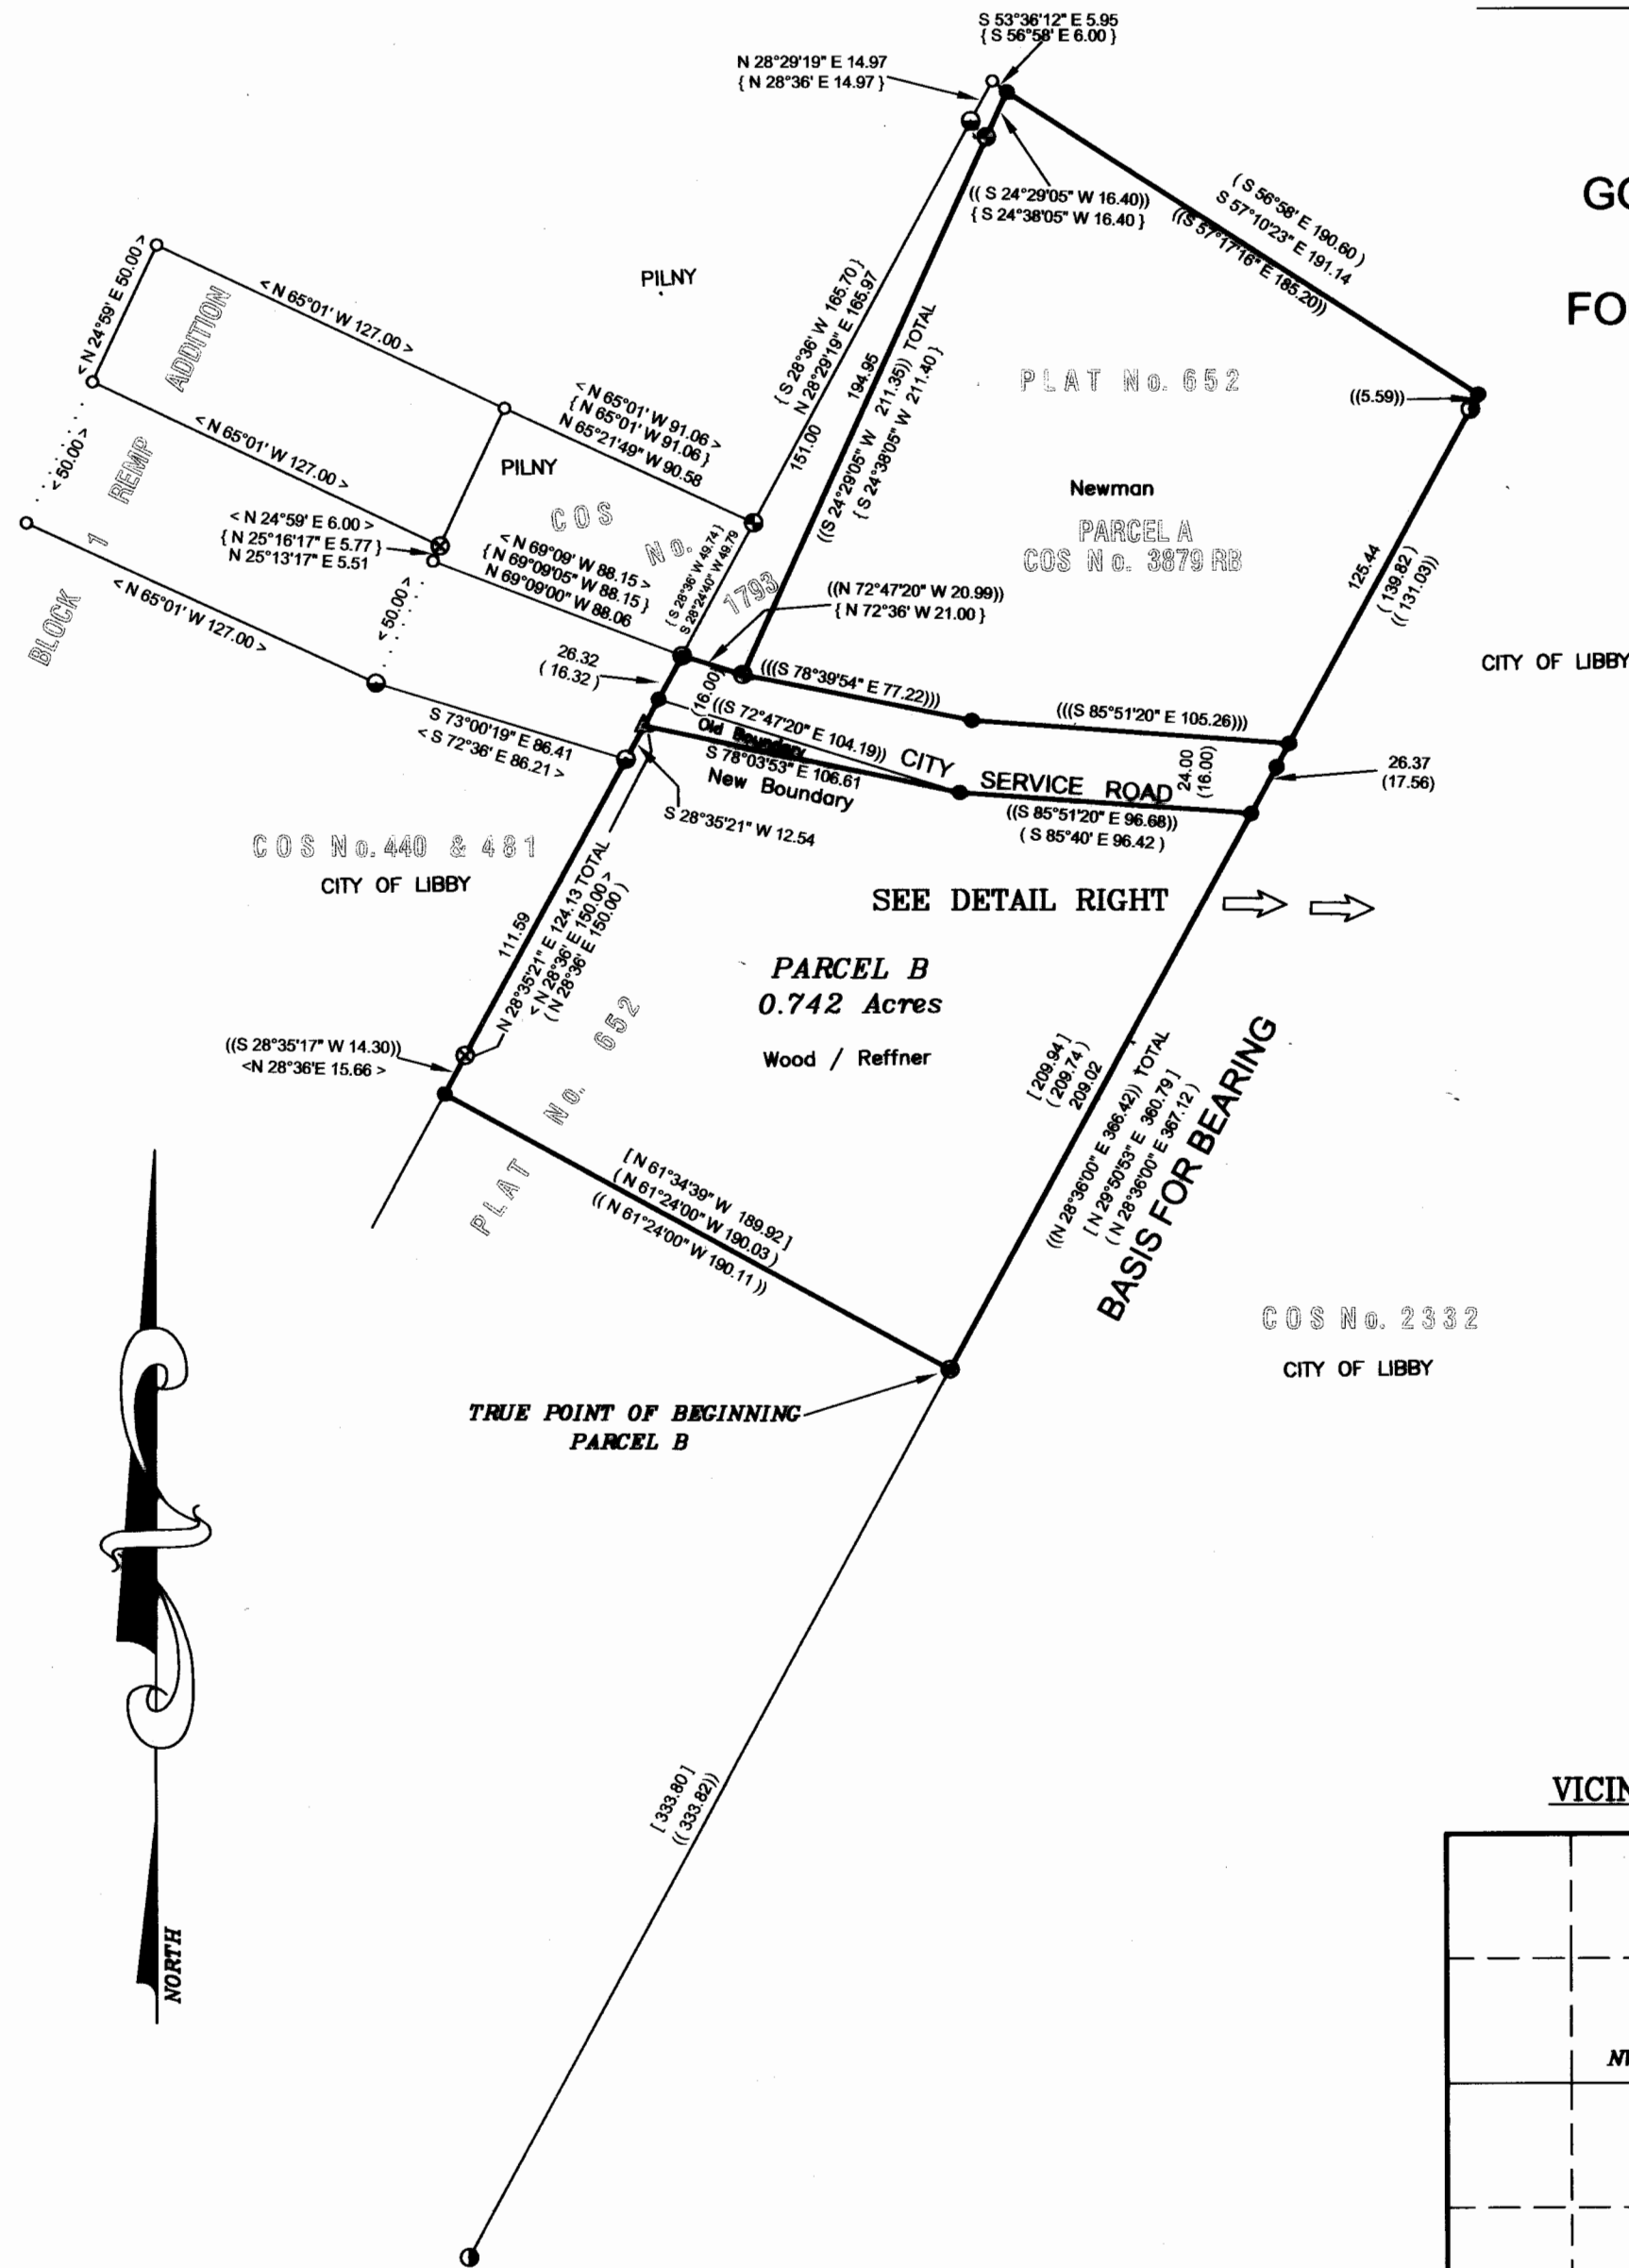 S 53°36'12" E 5.95
{ S 56°58' E 6.00 }
N 28°29'19" E 14.97
{ N 28°36' E 14.97 }
(( S 24°29'05" W 16.40))
{ S 24°38'05" W 16.40 }
( S 56°58' E 190.60 )
S 57°10'23" E 191.14
((S 57°17'16" E 185.20))
GO
FO
< N 24°59' E 50.00 >
ADDITION
< N 65°01' W 127.00 >
PILNY
{ S 28°36' W 165.70 }
N 28°29'19" E 165.97
151.00
194.95
((S 24°29'05" W 211.35)) TOTAL
{ S 24°38'05" W 211.40 }
PLAT No. 652
((5.59))
< 50.00 >
REMP
< N 65°01' W 127.00 >
< N 65°01' W 91.06 >
{ N 65°01' W 91.06 }
N 65°21'49" W 90.58
PILNY
Newman
PARCEL A
COS No. 3879 RB
125.44
( 139.82 )
(( 131.03))
COS No. 1793
< N 24°59' E 6.00 >
{ N 25°16'17" E 5.77 }
N 25°13'17" E 5.51
< N 69°09' W 88.15 >
{ N 69°09'05" W 88.15 }
N 69°09'00" W 88.06
{ S 28°36' W 49.74 }
S 28°24'40" W 49.79
((N 72°47'20" W 20.99))
{ N 72°36' W 21.00 }
1
BLOCK
< N 65°01' W 127.00 >
< 50.00 >
26.32
( 16.32 )
(16.00)
(((S 78°39'54" E 77.22)))
(((S 85°51'20" E 105.26)))
CITY OF LIBBY
((S 72°47'20" E 104.19))
Old Boundary
S 78°03'53" E 106.61
New Boundary
CITY SERVICE ROAD
24.00
(16.00)
26.37
(17.56)
S 73°00'19" E 86.41
< S 72°36' E 86.21 >
S 28°35'21" W 12.54
((S 85°51'20" E 96.68))
( S 85°40' E 96.42 )
COS No. 440 & 481
CITY OF LIBBY
SEE DETAIL RIGHT
111.59
N 28°35'21" E 124.13 TOTAL
< N 28°36' E 150.00 >
( N 28°36' E 150.00 )
PARCEL B
0.742 Acres
Wood / Reffner
((S 28°35'17" W 14.30))
<N 28°36'E 15.66 >
PLAT No. 652
[ 209.94 ]
( 209.74 )
209.02
((N 28°36'00" E 366.42)) TOTAL
[ N 29°50'53" E 360.79 ]
( N 28°36'00" E 367.12 )
BASIS FOR BEARING
[ N 61°34'39" W 189.92 ]
( N 61°24'00" W 190.03 )
(( N 61°24'00" W 190.11 ))
COS No. 2332
CITY OF LIBBY
TRUE POINT OF BEGINNING
PARCEL B
[ 333.80 ]
(( 333.82))
NORTH
VICIN